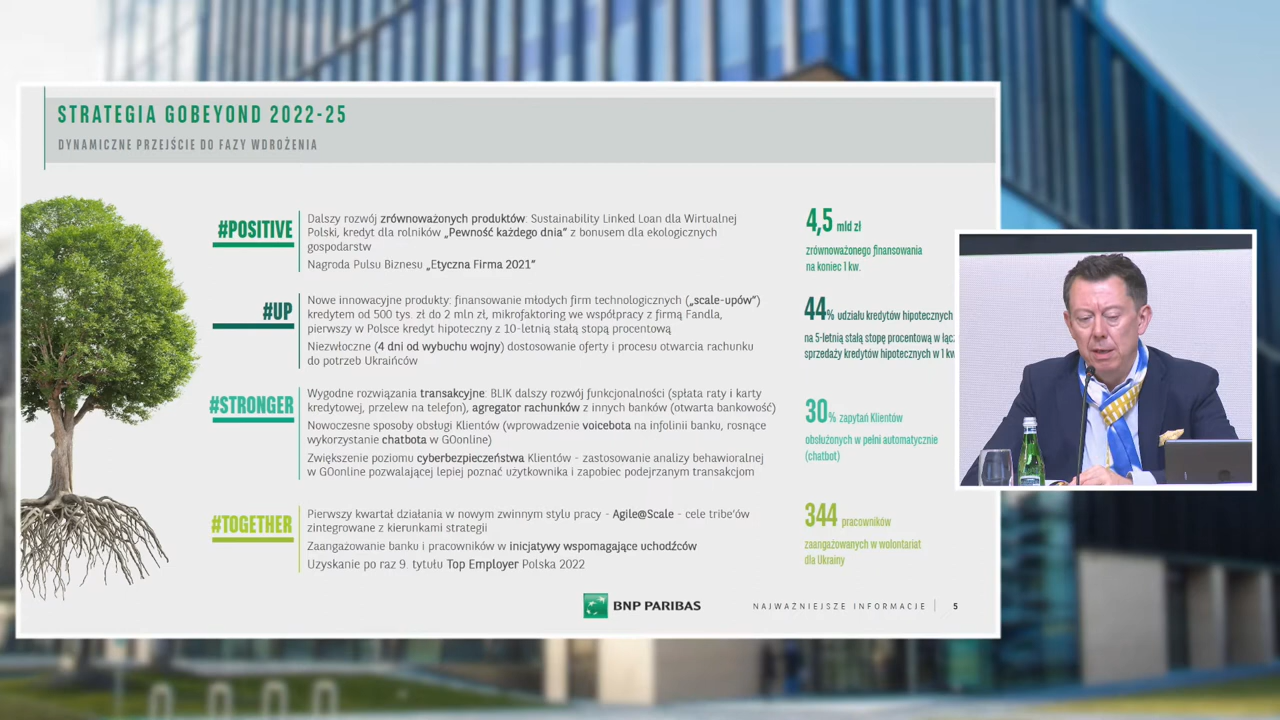 STRATEGIA GOBEYOND 2022-25
DYNAMICZNE PRZEJŚCIE DO FAZY WDROŻENIA
#POSITIVE
Dalszy rozwój zrównoważonych produktów: Sustainability Linked Loan dla Wirtualnej
Polski, kredyt dla rolników „Pewność każdego dnia” z bonusem dla ekologicznych
gospodarstw
Nagroda Pulsu Biznesu „Etyczna Firma 2021”
4,5 mld zł
zrównoważonego finansowania
na koniec 1 kw.
#UP
Nowe innowacyjne produkty: finansowanie młodych firm technologicznych („scale-upów”)
kredytem od 500 tys. zł do 2 mln zł, mikrofaktoring we współpracy z firmą Fandla,
pierwszy w Polsce kredyt hipoteczny z 10-letnią stałą stopą procentową
Niezwłoczne (4 dni od wybuchu wojny) dostosowanie oferty i procesu otwarcia rachunku
do potrzeb Ukraińców
44% udziału kredytów hipotecznych
na 5-letnią stałą stopę procentową w
sprzedaży kredytów hipotecznych w 1
#STRONGER
Wygodne rozwiązania transakcyjne: BLIK dalszy rozwój funkcjonalności (spłata raty i karty
kredytowej, przelew na telefon), agregator rachunków z innych banków (otwarta bankowość)
Nowoczesne sposoby obsługi Klientów (wprowadzenie voicebota na infolinii banku, rosnące
wykorzystanie chatbota w GOonline)
Zwiększenie poziomu cyberbezpieczeństwa Klientów - zastosowanie analizy behawioralnej
w GOonline pozwalającej lepiej poznać użytkownika i zapobiec podejrzanym transakcjom
30% zapytań Klientów
obsłużonych w pełni automatycznie
(chatbot)
#TOGETHER
Pierwszy kwartał działania w nowym zwinnym stylu pracy - Agile@Scale - cele tribe'ów
zintegrowane z kierunkami strategii
Zaangażowanie banku i pracowników w inicjatywy wspomagające uchodźców
Uzyskanie po raz 9. tytułu Top Employer Polska 2022
344 pracowników
zaangażowanych w wolontariat
dla Ukrainy
BNP PARIBAS
NAJWAŻNIEJSZE INFORMACJE
5